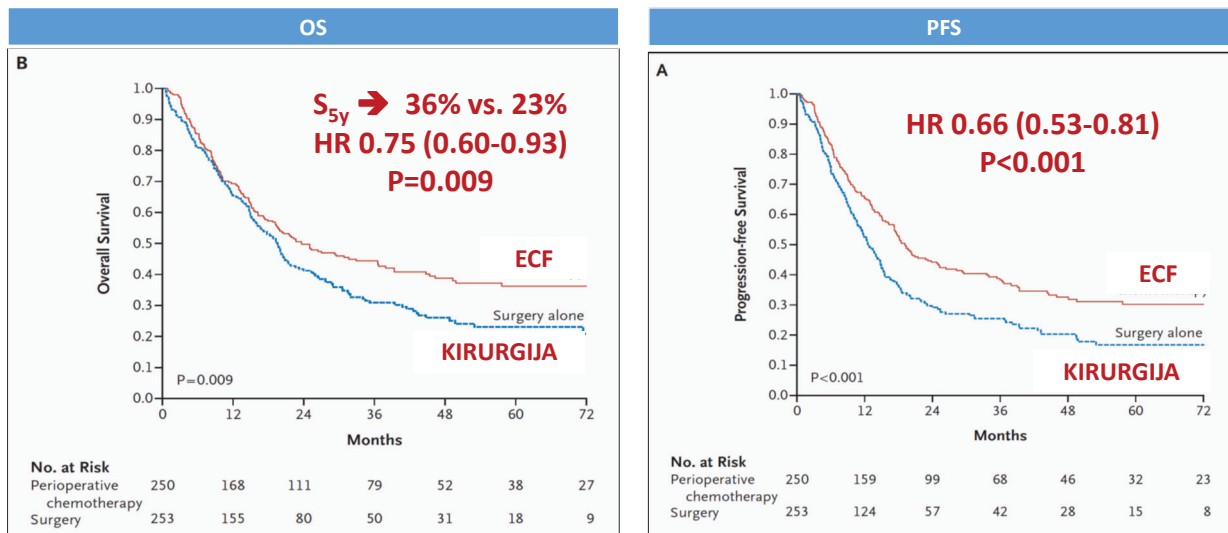 OS
B
S5y ➔ 36% vs. 23%
HR 0.75 (0.60-0.93)
P=0.009
Overall Survival
1.0
0.9
0.8
0.7
0.6
0.5
0.4
0.3
0.2
0.1
0.0
ECF
Surgery alone
KIRURGIJA
P=0.009
0 12 24 36 48 60 72
Months
No. at Risk
Perioperative 250 168 111 79 52 38 27
chemotherapy
Surgery 253 155 80 50 31 18 9
PFS
A
HR 0.66 (0.53-0.81)
P<0.001
Progression-free Survival
1.0
0.9
0.8
0.7
0.6
0.5
0.4
0.3
0.2
0.1
0.0
ECF
Surgery alone
KIRURGIJA
P<0.001
0 12 24 36 48 60 72
Months
No. at Risk
Perioperative 250 159 99 68 46 32 23
chemotherapy
Surgery 253 124 57 42 28 15 8